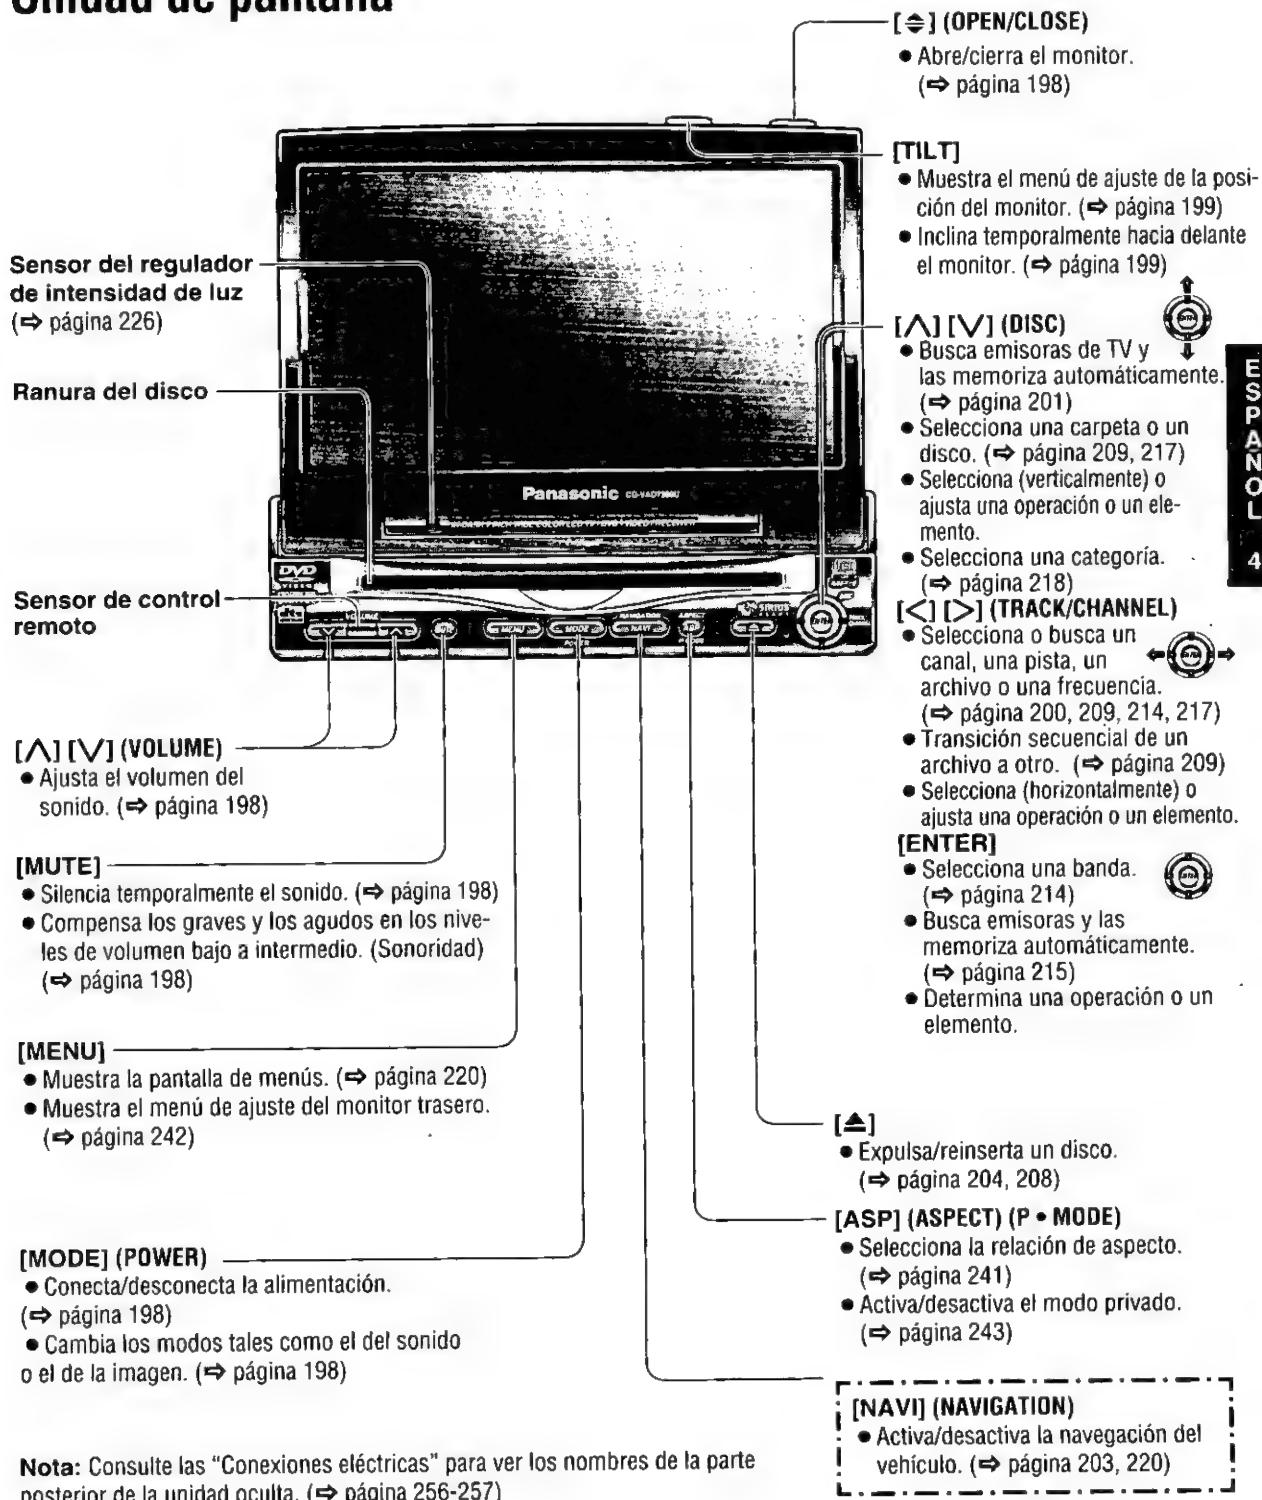 Unidad de pantalla
[⏏] (OPEN/CLOSE)
● Abre/cierra el monitor.
(⇨ página 198)
[TILT]
● Muestra el menú de ajuste de la posi-
ción del monitor. (⇨ página 199)
● Inclina temporalmente hacia delante
el monitor. (⇨ página 199)
Sensor del regulador
de intensidad de luz
(⇨ página 226)
Ranura del disco
Sensor de control
remoto
[∧] [∨] (DISC)
● Busca emisoras de TV y
las memoriza automáticamente.
(⇨ página 201)
● Selecciona una carpeta o un
disco. (⇨ página 209, 217)
● Selecciona (verticalmente) o
ajusta una operación o un ele-
mento.
● Selecciona una categoría.
(⇨ página 218)
[<] [>] (TRACK/CHANNEL)
● Selecciona o busca un
canal, una pista, un
archivo o una frecuencia.
(⇨ página 200, 209, 214, 217)
● Transición secuencial de un
archivo a otro. (⇨ página 209)
● Selecciona (horizontalmente) o
ajusta una operación o un elemento.
[ENTER]
● Selecciona una banda.
(⇨ página 214)
● Busca emisoras y las
memoriza automáticamente.
(⇨ página 215)
● Determina una operación o un
elemento.
ESPAÑOL
4
Panasonic
DVD
VIDEO
dts
SIRIUS
MENU
MODE
POWER
NAVI
[∧] [∨] (VOLUME)
● Ajusta el volumen del
sonido. (⇨ página 198)
[MUTE]
● Silencia temporalmente el sonido. (⇨ página 198)
● Compensa los graves y los agudos en los nive-
les de volumen bajo a intermedio. (Sonoridad)
(⇨ página 198)
[MENU]
● Muestra la pantalla de menús. (⇨ página 220)
● Muestra el menú de ajuste del monitor trasero.
(⇨ página 242)
[MODE] (POWER)
● Conecta/desconecta la alimentación.
(⇨ página 198)
● Cambia los modos tales como el del sonido
o el de la imagen. (⇨ página 198)
[⏏]
● Expulsa/reinserta un disco.
(⇨ página 204, 208)
[ASP] (ASPECT) (P • MODE)
● Selecciona la relación de aspecto.
(⇨ página 241)
● Activa/desactiva el modo privado.
(⇨ página 243)
[NAVI] (NAVIGATION)
● Activa/desactiva la navegación del
vehículo. (⇨ página 203, 220)
Nota: Consulte las “Conexiones eléctricas” para ver los nombres de la parte
posterior de la unidad oculta. (⇨ página 256-257)